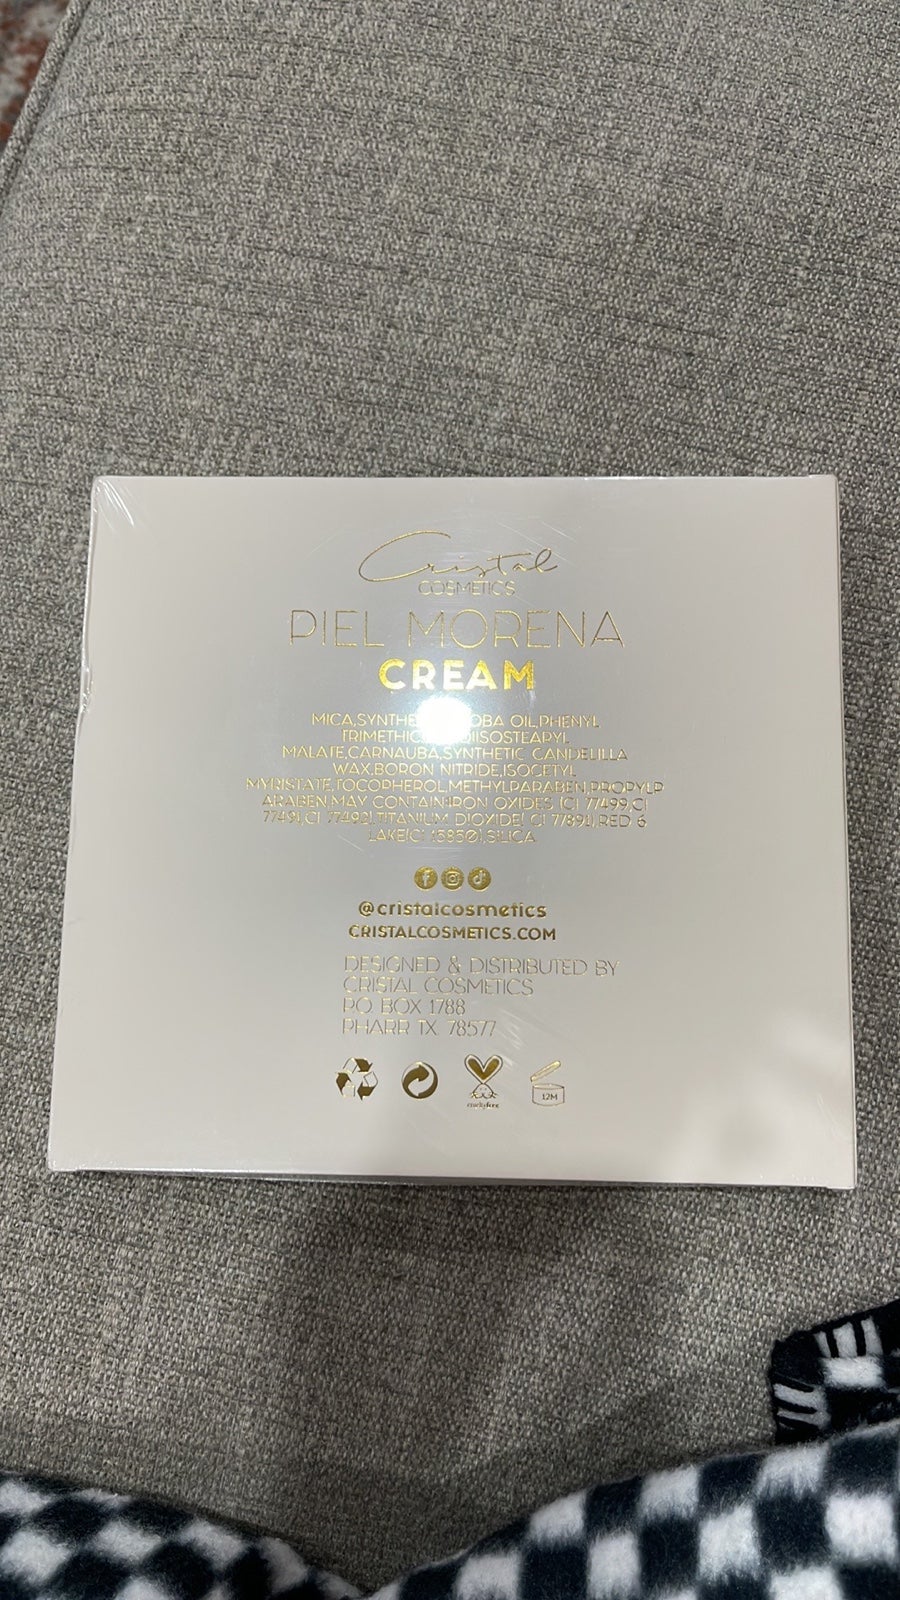 Cristal
COSMETICS
PIEL MORENA
CREAM
MICA,SYNTHE OBA OIL,PHENYL
TRIMETHIC DIISOSTEARYL
MALATE,CARNAUBA,SYNTHETIC CANDELILLA
WAX,BORON NITRIDE,ISOCETYL
MYRISTATE,TOCOPHEROL,METHYLPARABEN,PROPYLP
ARABEN,MAY CONTAIN:IRON OXIDES (CI 77499,CI
77491,CI 77492),TITANIUM DIOXIDE( CI 77891),RED 6
LAKE(CI 15850),SILICA
@cristalcosmetics
CRISTALCOSMETICS.COM
DESIGNED & DISTRIBUTED BY
CRISTAL COSMETICS
P.O. BOX 1788
PHARR TX 78577
cruelty free
12M